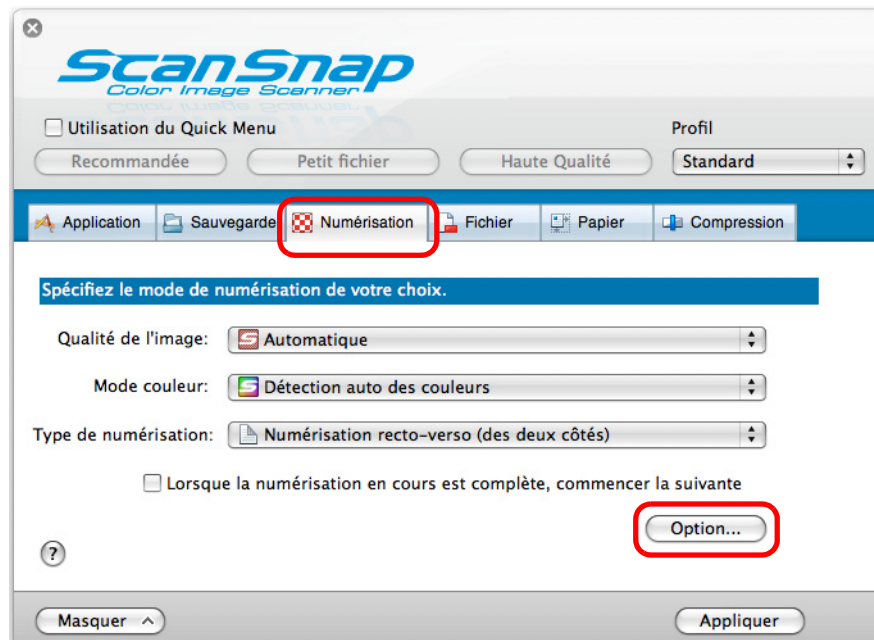 ScanSnap
Color Image Scanner
Utilisation du Quick Menu
Profil
Recommandée Petit fichier Haute Qualité Standard
Application Sauvegarde Numérisation Fichier Papier Compression
Spécifiez le mode de numérisation de votre choix.
Qualité de l'image: Automatique
Mode couleur: Détection auto des couleurs
Type de numérisation: Numérisation recto-verso (des deux côtés)
Lorsque la numérisation en cours est complète, commencer la suivante
Option...
?
Masquer Appliquer